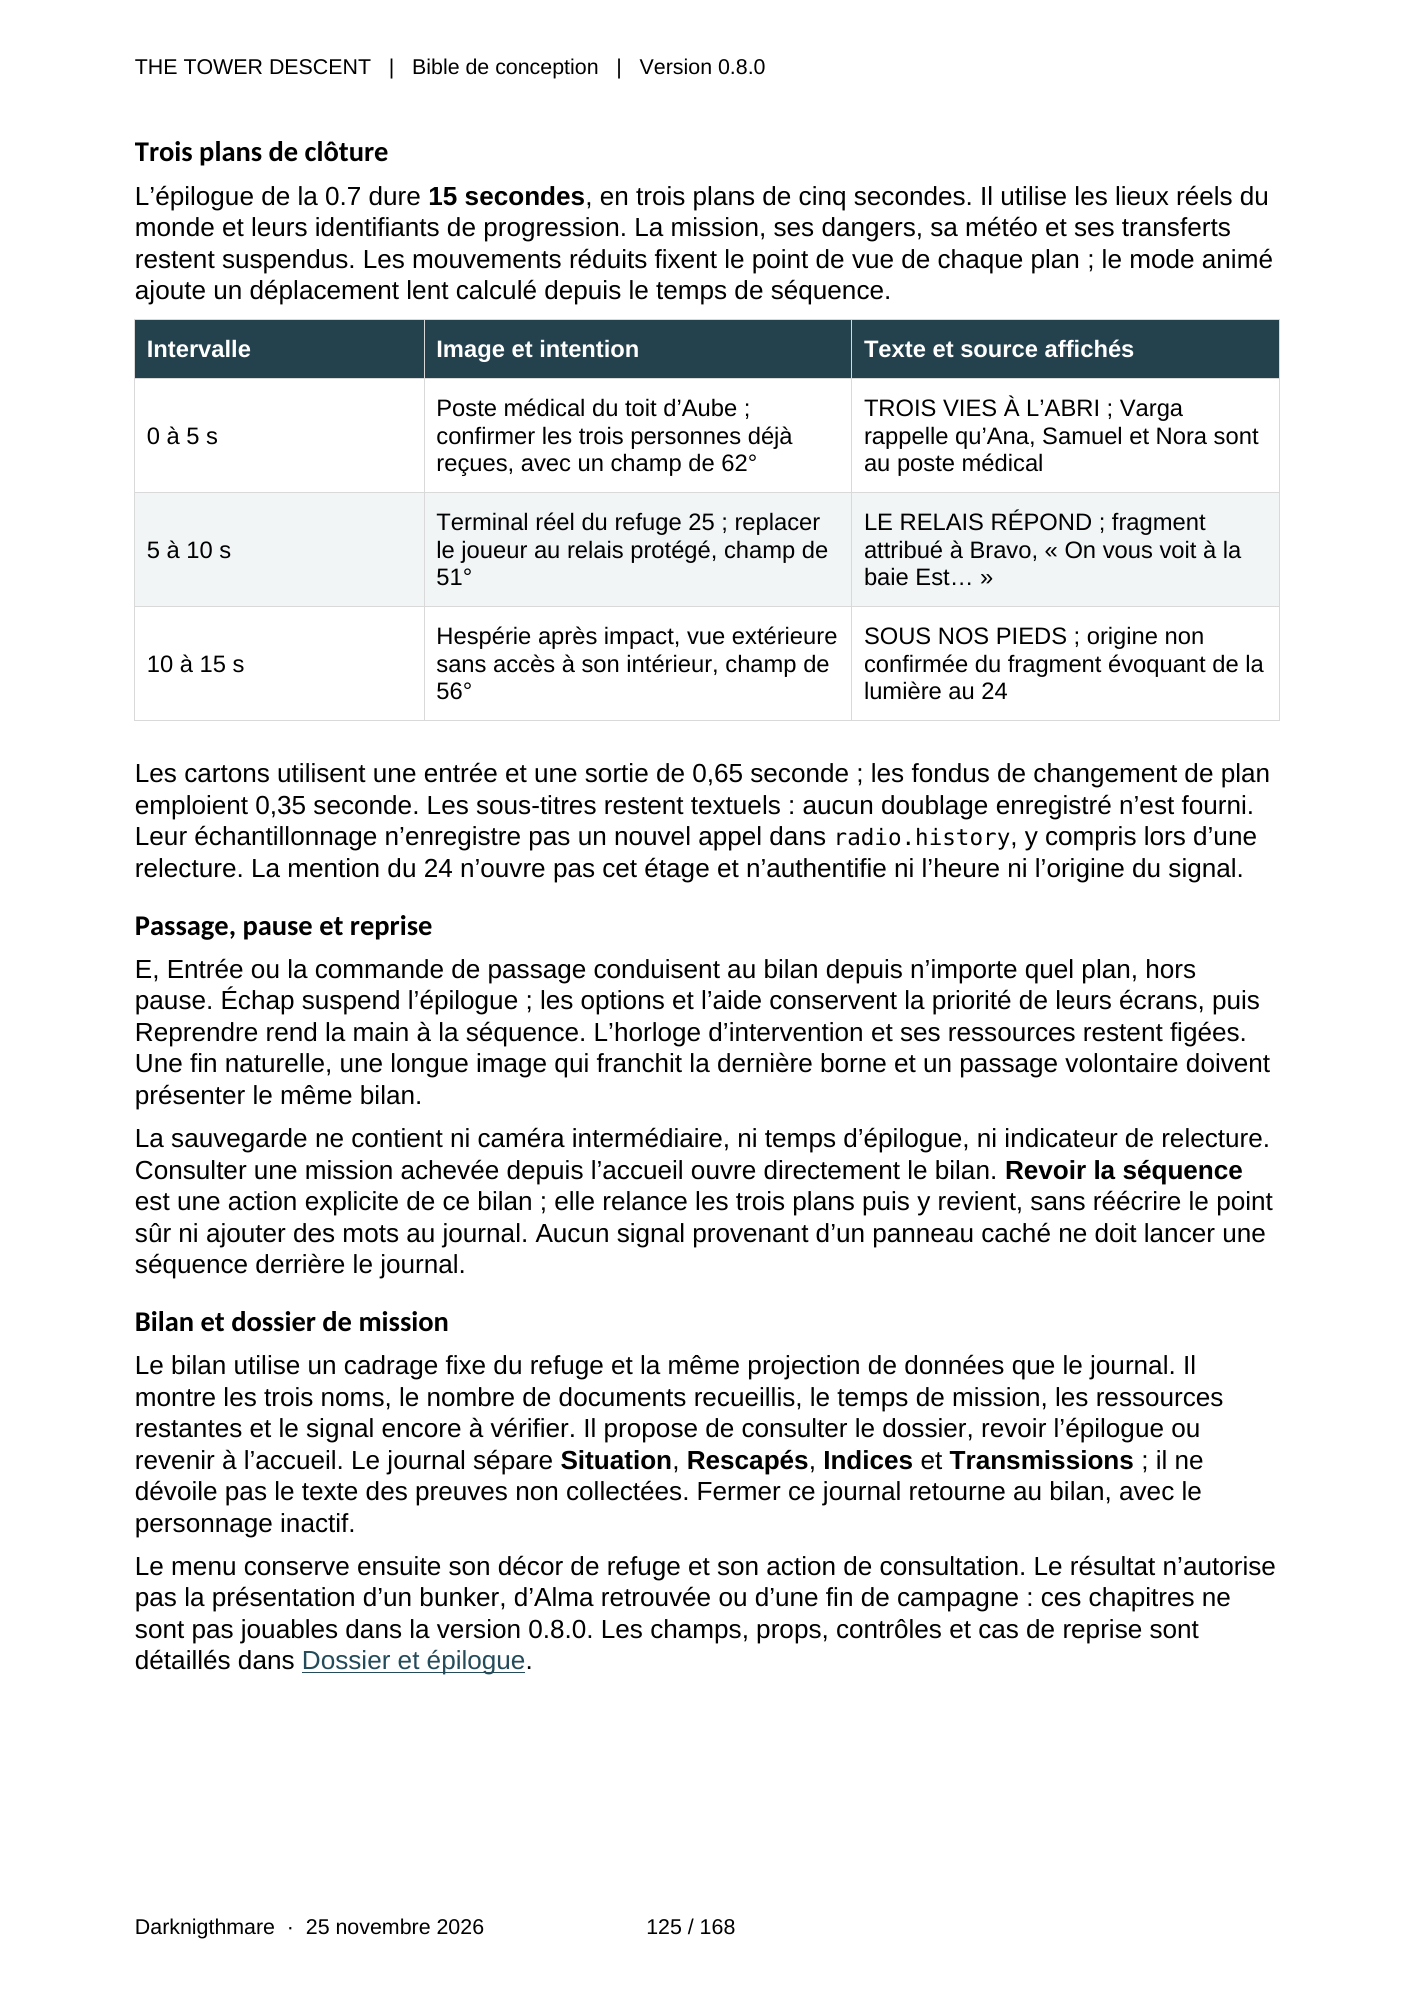 THE TOWER DESCENT | Bible de conception | Version 0.8.0
Trois plans de clôture
L’épilogue de la 0.7 dure 15 secondes, en trois plans de cinq secondes. Il utilise les lieux réels du
monde et leurs identifiants de progression. La mission, ses dangers, sa météo et ses transferts
restent suspendus. Les mouvements réduits fixent le point de vue de chaque plan ; le mode animé
ajoute un déplacement lent calculé depuis le temps de séquence.
Intervalle
Image et intention
Texte et source affichés
0 à 5 s
Poste médical du toit d’Aube ;
confirmer les trois personnes déjà
reçues, avec un champ de 62°
TROIS VIES À L’ABRI ; Varga
rappelle qu’Ana, Samuel et Nora sont
au poste médical
5 à 10 s
Terminal réel du refuge 25 ; replacer
le joueur au relais protégé, champ de
51°
LE RELAIS RÉPOND ; fragment
attribué à Bravo, « On vous voit à la
baie Est… »
10 à 15 s
Hespérie après impact, vue extérieure
sans accès à son intérieur, champ de
56°
SOUS NOS PIEDS ; origine non
confirmée du fragment évoquant de la
lumière au 24
Les cartons utilisent une entrée et une sortie de 0,65 seconde ; les fondus de changement de plan
emploient 0,35 seconde. Les sous-titres restent textuels : aucun doublage enregistré n’est fourni.
Leur échantillonnage n’enregistre pas un nouvel appel dans radio.history, y compris lors d’une
relecture. La mention du 24 n’ouvre pas cet étage et n’authentifie ni l’heure ni l’origine du signal.
Passage, pause et reprise
E, Entrée ou la commande de passage conduisent au bilan depuis n’importe quel plan, hors
pause. Échap suspend l’épilogue ; les options et l’aide conservent la priorité de leurs écrans, puis
Reprendre rend la main à la séquence. L’horloge d’intervention et ses ressources restent figées.
Une fin naturelle, une longue image qui franchit la dernière borne et un passage volontaire doivent
présenter le même bilan.
La sauvegarde ne contient ni caméra intermédiaire, ni temps d’épilogue, ni indicateur de relecture.
Consulter une mission achevée depuis l’accueil ouvre directement le bilan. Revoir la séquence
est une action explicite de ce bilan ; elle relance les trois plans puis y revient, sans réécrire le point
sûr ni ajouter des mots au journal. Aucun signal provenant d’un panneau caché ne doit lancer une
séquence derrière le journal.
Bilan et dossier de mission
Le bilan utilise un cadrage fixe du refuge et la même projection de données que le journal. Il
montre les trois noms, le nombre de documents recueillis, le temps de mission, les ressources
restantes et le signal encore à vérifier. Il propose de consulter le dossier, revoir l’épilogue ou
revenir à l’accueil. Le journal sépare Situation, Rescapés, Indices et Transmissions ; il ne
dévoile pas le texte des preuves non collectées. Fermer ce journal retourne au bilan, avec le
personnage inactif.
Le menu conserve ensuite son décor de refuge et son action de consultation. Le résultat n’autorise
pas la présentation d’un bunker, d’Alma retrouvée ou d’une fin de campagne : ces chapitres ne
sont pas jouables dans la version 0.8.0. Les champs, props, contrôles et cas de reprise sont
détaillés dans Dossier et épilogue.
Darknigthmare · 25 novembre 2026 125 / 168